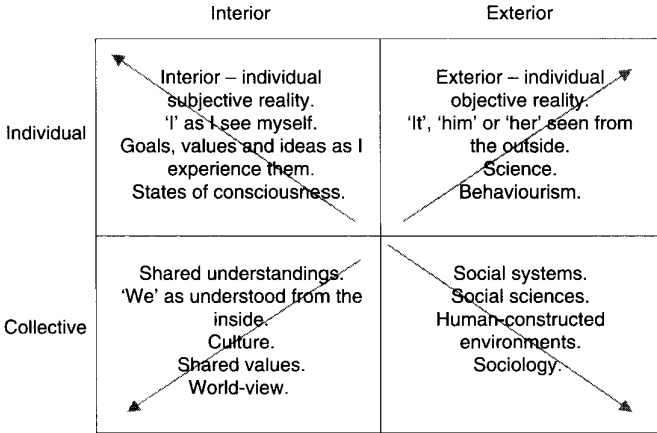 Interior
Exterior
Individual
Interior – individual
subjective reality.
'I' as I see myself.
Goals, values and ideas as I
experience them.
States of consciousness.
Exterior – individual
objective reality.
'It', 'him' or 'her' seen from
the outside.
Science.
Behaviourism.
Collective
Shared understandings.
'We' as understood from the
inside.
Culture.
Shared values.
World-view.
Social systems.
Social sciences.
Human-constructed
environments.
Sociology.